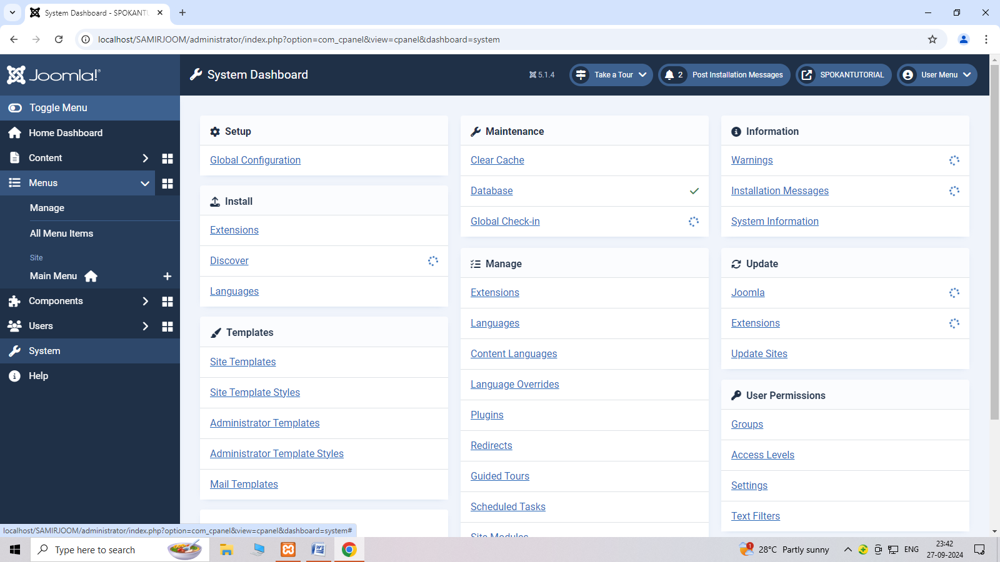 System Dashboard - SPOKANTU
localhost/SAMIRJOOM/administrator/index.php?option=com_cpanel&view=cpanel&dashboard=system
Joomla!®
System Dashboard
5.1.4
Take a Tour
2 Post Installation Messages
SPOKANTUTORIAL
User Menu
Toggle Menu
Home Dashboard
Content
Menus
Manage
All Menu Items
Site
Main Menu
Components
Users
System
Help
Setup
Global Configuration
Install
Extensions
Discover
Languages
Templates
Site Templates
Site Template Styles
Administrator Templates
Administrator Template Styles
Mail Templates
Maintenance
Clear Cache
Database
Global Check-in
Manage
Extensions
Languages
Content Languages
Language Overrides
Plugins
Redirects
Guided Tours
Scheduled Tasks
Site Modules
Information
Warnings
Installation Messages
System Information
Update
Joomla
Extensions
Update Sites
User Permissions
Groups
Access Levels
Settings
Text Filters
localhost/SAMIRJOOM/administrator/index.php?option=com_cpanel&view=cpanel&dashboard=system#
Type here to search
1
28°C Partly sunny
ENG
23:42
27-09-2024